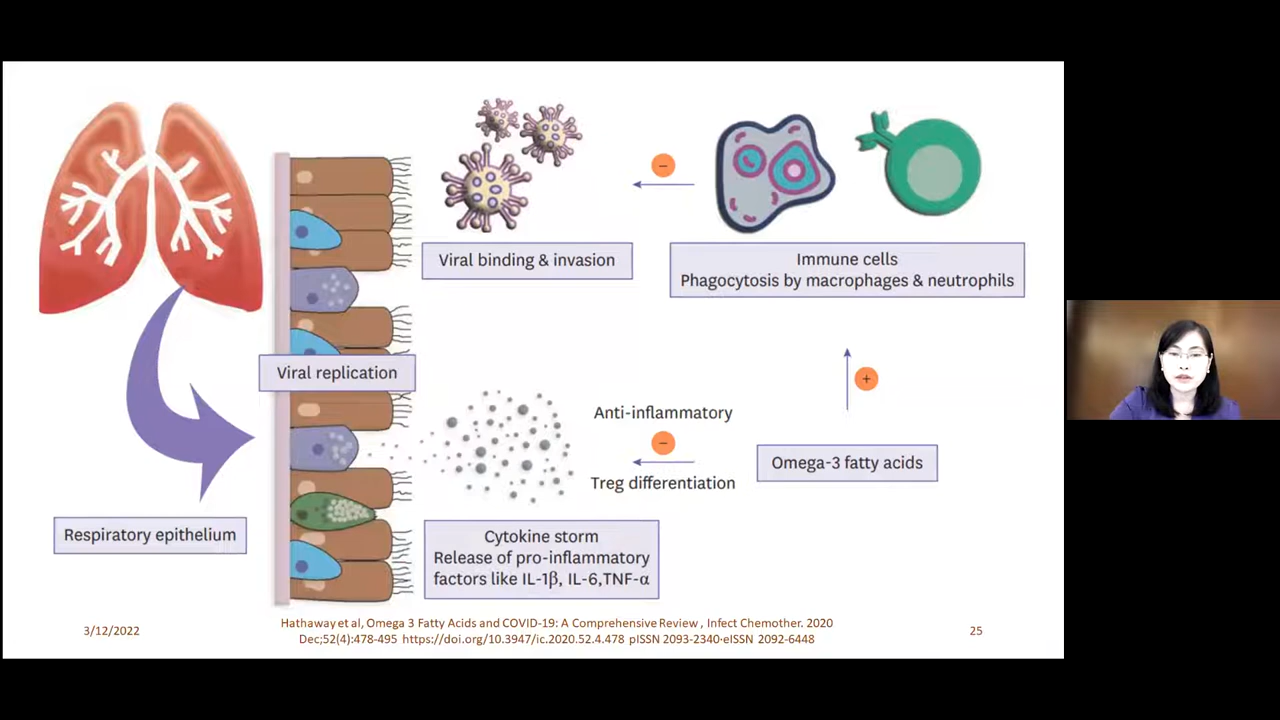 Viral binding & invasion
Immune cells
Phagocytosis by macrophages & neutrophils
Viral replication
+
Anti-inflammatory
Omega-3 fatty acids
Treg differentiation
Respiratory epithelium
Cytokine storm
Release of pro-inflammatory
factors like IL-1β, IL-6,TNF-α
3/12/2022
Hathaway et al, Omega 3 Fatty Acids and COVID-19: A Comprehensive Review , Infect Chemother. 2020
Dec;52(4):478-495 https://doi.org/10.3947/ic.2020.52.4.478 pISSN 2093-2340·eISSN 2092-6448
25